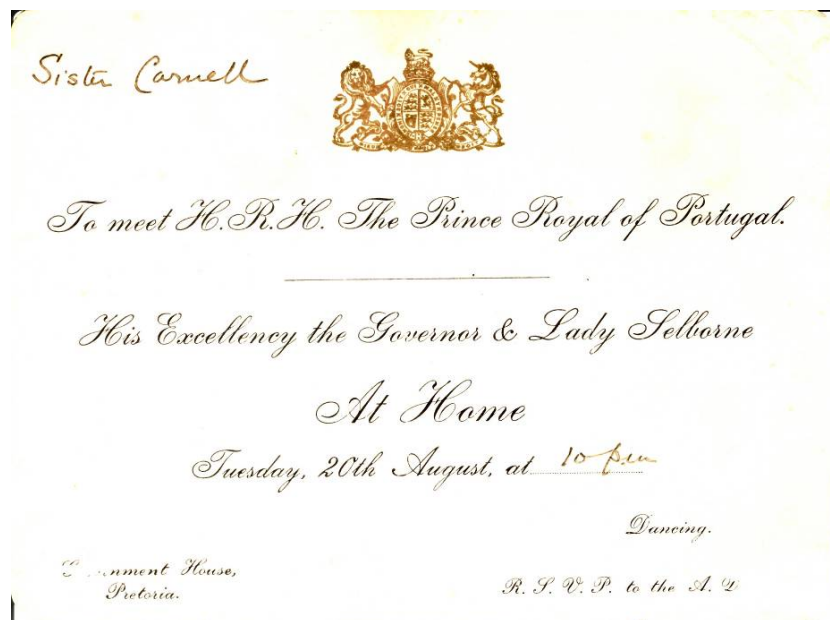 Sister Carnell
To meet H.R.H. The Prince Royal of Portugal.
His Excellency the Governor & Lady Selborne
At Home
Tuesday, 20th August, at 10 p.m
Dancing.
House,
Pretoria.
R.S.V.P. to the A.